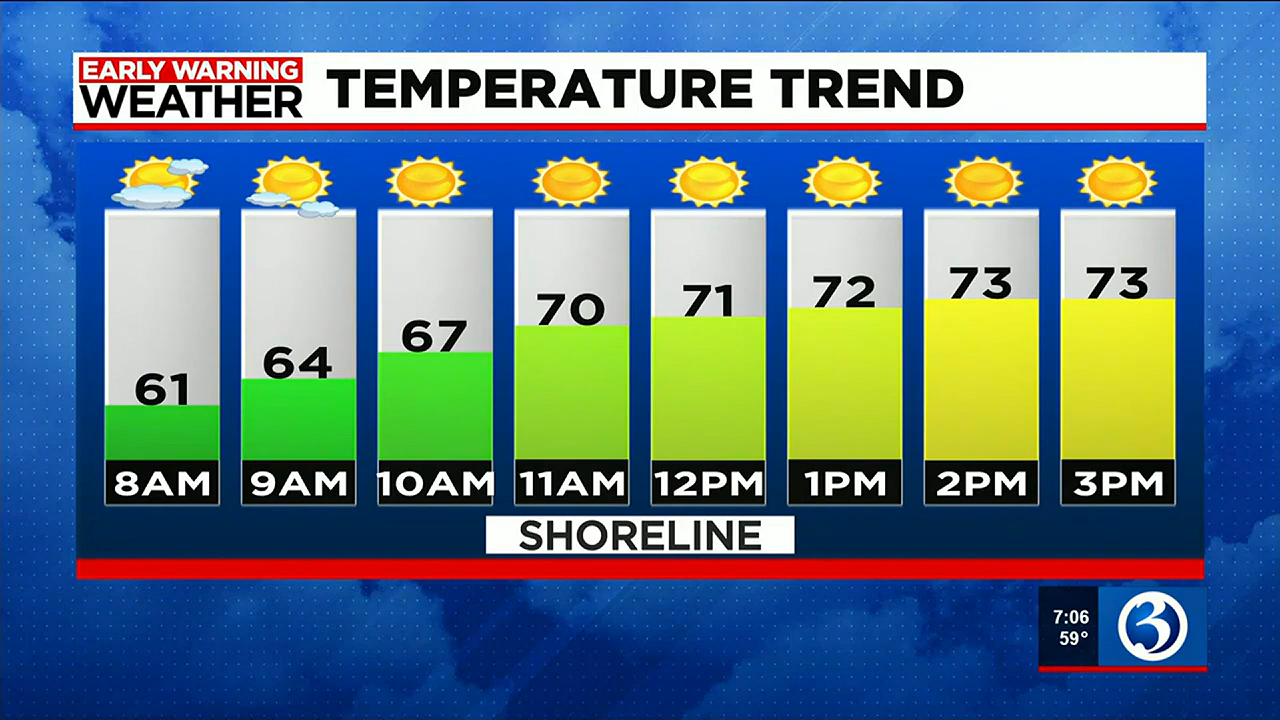 EARLY WARNING
WEATHER
TEMPERATURE TREND
61 64 67 70 71 72 73 73
8AM 9AM 10AM 11AM 12PM 1PM 2PM 3PM
SHORELINE
7:06
59°
3